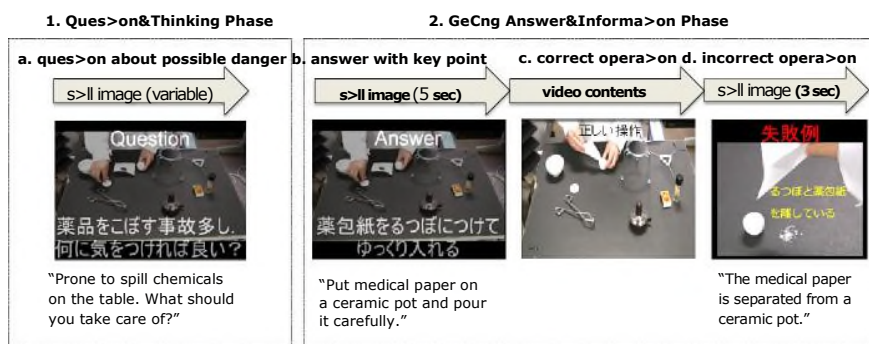 1. Ques>on&Thinking Phase
2. GeCng Answer&Informa>on Phase
a. ques>on about possible danger
b. answer with key point
c. correct opera>on
d. incorrect opera>on
s>ll image (variable)
s>ll image (5 sec)
video contents
s>ll image (3 sec)
Question
薬品をこぼす事故多し.
何に気をつければ良い?
Answer
薬包紙をるつぼにつけて
ゆっくり入れる
正しい操作
失敗例
るつぼと薬包紙
を離している
“Prone to spill chemicals
on the table. What should
you take care of?”
“Put medical paper on
a ceramic pot and pour
it carefully.”
“The medical paper
is separated from a
ceramic pot.”